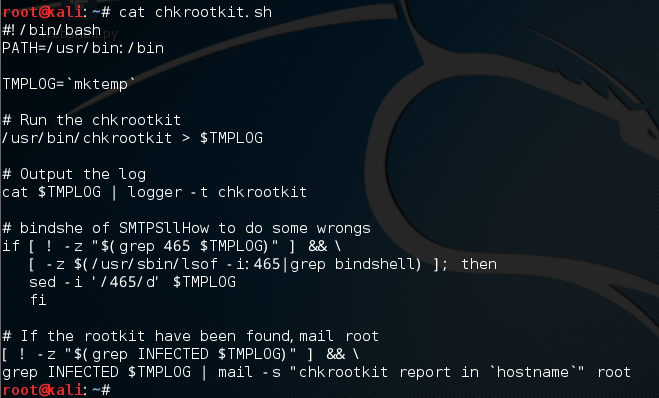 root@kali:~# cat chkrootkit.sh
#!/bin/bash
PATH=/usr/bin:/bin
TMPLOG=`mktemp`
# Run the chkrootkit
/usr/bin/chkrootkit > $TMPLOG
# Output the log
cat $TMPLOG | logger -t chkrootkit
# bindshe of SMTPSllHow to do some wrongs
if [ ! -z "$(grep 465 $TMPLOG)" ] && \
[ -z $(/usr/sbin/lsof -i:465|grep bindshell) ]; then
sed -i '/465/d' $TMPLOG
fi
# If the rootkit have been found,mail root
[ ! -z "$(grep INFECTED $TMPLOG)" ] && \
grep INFECTED $TMPLOG | mail -s "chkrootkit report in `hostname`" root
root@kali:~#